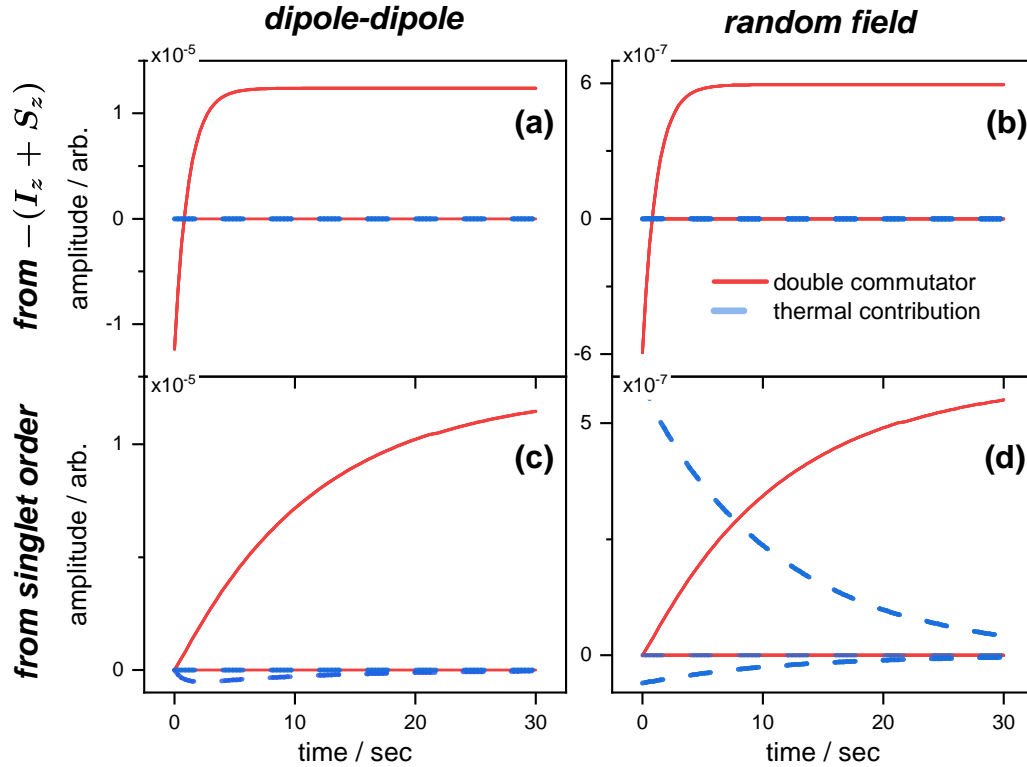 dipole-dipole
random field
from −(I_z + S_z)
amplitude / arb.
x10^-5
1
0
-1
(a)
x10^-7
6
0
-6
(b)
double commutator
thermal contribution
from singlet order
amplitude / arb.
x10^-5
1
0
(c)
0
10
20
30
time / sec
x10^-7
5
0
(d)
0
10
20
30
time / sec